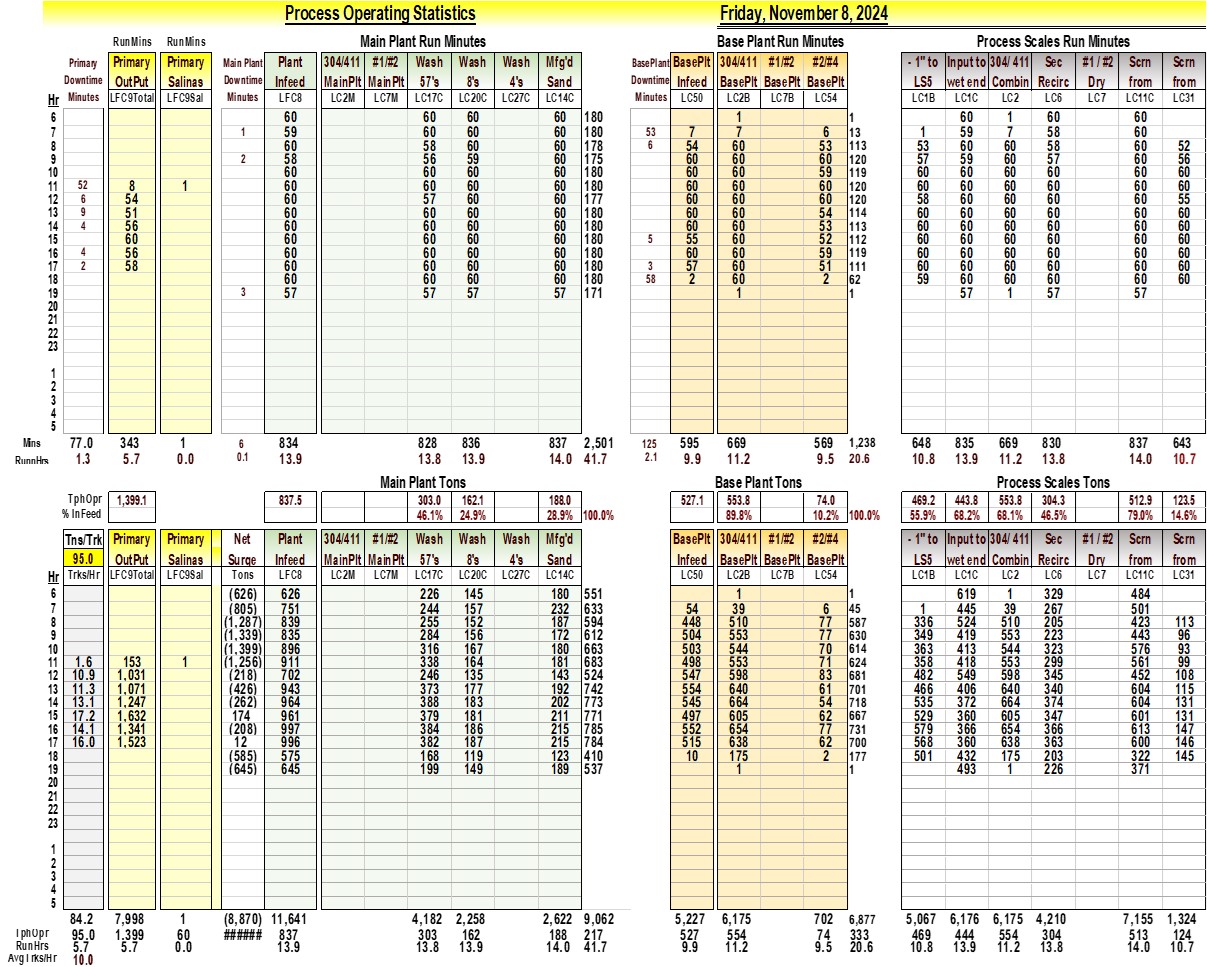 Process Operating Statistics Friday, November 8, 2024
RunMins RunMins Main Plant Run Minutes Base Plant Run Minutes Process Scales Run Minutes
Primary Primary Primary Main Plant Plant 304/411 #1/#2 Wash Wash Wash Mfg'd BasePlant BasePlt 304/411 #1/#2 #2/#4 - 1" to Input to 304/ 411 Sec #1 / #2 Scrn Scrn
Downtime OutPut Salinas Downtime Infeed MainPlt MainPlt 57's 8's 4's Sand Downtime Infeed BasePlt BasePlt BasePlt LS5 wet end Combin Recirc Dry from from
Hr Minutes LFC9Total LFC9Sal Minutes LFC8 LC2M LC7M LC17C LC20C LC27C LC14C Minutes LC50 LC2B LC7B LC54 LC1B LC1C LC2 LC6 LC7 LC11C LC31
6 60 60 60 60 180 1 1 60 1 60 60
7 1 59 60 60 60 180 53 7 7 6 13 1 59 7 58 60
8 60 58 60 60 178 6 54 60 53 113 53 60 60 58 60 52
9 2 58 56 59 60 175 60 60 60 120 57 59 60 57 60 56
10 60 60 60 60 180 60 60 59 119 60 60 60 60 60 60
11 52 8 1 60 60 60 60 180 60 60 60 120 60 60 60 60 60 60
12 6 54 60 57 60 60 177 60 60 60 120 58 60 60 60 60 55
13 9 51 60 60 60 60 180 60 60 54 114 60 60 60 60 60 60
14 4 56 60 60 60 60 180 60 60 53 113 60 60 60 60 60 60
15 60 60 60 60 60 180 5 55 60 52 112 60 60 60 60 60 60
16 4 56 60 60 60 60 180 60 60 59 119 60 60 60 60 60 60
17 2 58 60 60 60 60 180 3 57 60 51 111 60 60 60 60 60 60
18 60 60 60 60 180 58 2 60 2 62 59 60 60 60 60 60
19 3 57 57 57 57 171 1 1 57 1 57 57
20
21
22
23
1
2
3
4
5
Mins 77.0 343 1 6 834 828 836 837 2,501 125 595 669 569 1,238 648 835 669 830 837 643
RunnHrs 1.3 5.7 0.0 0.1 13.9 13.8 13.9 14.0 41.7 2.1 9.9 11.2 9.5 20.6 10.8 13.9 11.2 13.8 14.0 10.7
Main Plant Tons Base Plant Tons Process Scales Tons
TphOpr 1,399.1 837.5 303.0 162.1 188.0 527.1 553.8 74.0 469.2 443.8 553.8 304.3 512.9 123.5
% InFeed 46.1% 24.9% 28.9% 100.0% 89.8% 10.2% 100.0% 55.9% 68.2% 68.1% 46.5% 79.0% 14.6%
Tns/Trk Primary Primary Net Plant 304/411 #1/#2 Wash Wash Wash Mfg'd BasePlt 304/411 #1/#2 #2/#4 - 1" to Input to 304/ 411 Sec #1 / #2 Scrn Scrn
95.0 OutPut Salinas Surge Infeed MainPlt MainPlt 57's 8's 4's Sand Infeed BasePlt BasePlt BasePlt LS5 wet end Combin Recirc Dry from from
Hr Trks/Hr LFC9Total LFC9Sal Tons LFC8 LC2M LC7M LC17C LC20C LC27C LC14C LC50 LC2B LC7B LC54 LC1B LC1C LC2 LC6 LC7 LC11C LC31
6 (626) 626 226 145 180 551 1 1 619 1 329 484
7 (805) 751 244 157 232 633 54 39 6 45 1 445 39 267 501
8 (1,287) 839 255 152 187 594 448 510 77 587 336 524 510 205 423 113
9 (1,339) 835 284 156 172 612 504 553 77 630 349 419 553 223 443 96
10 (1,399) 896 316 167 180 663 503 544 70 614 363 413 544 323 576 93
11 1.6 153 1 (1,256) 911 338 164 181 683 498 553 71 624 358 418 553 299 561 99
12 10.9 1,031 (218) 702 246 135 143 524 547 598 83 681 482 549 598 345 452 108
13 11.3 1,071 (426) 943 373 177 192 742 554 640 61 701 466 406 640 340 604 115
14 13.1 1,247 (262) 964 388 183 202 773 545 664 54 718 535 372 664 374 604 131
15 17.2 1,632 174 961 379 181 211 771 497 605 62 667 529 360 605 347 601 131
16 14.1 1,341 (208) 997 384 186 215 785 552 654 77 731 579 366 654 366 613 147
17 16.0 1,523 12 996 382 187 215 784 515 638 62 700 568 360 638 363 600 146
18 (585) 575 168 119 123 410 10 175 2 177 501 432 175 203 322 145
19 (645) 645 199 149 189 537 1 1 493 1 226 371
20
21
22
23
1
2
3
4
5
84.2 7,998 1 (8,870) 11,641 4,182 2,258 2,622 9,062 5,227 6,175 702 6,877 5,067 6,176 6,175 4,210 7,155 1,324
TphOpr 95.0 1,399 60 ###### 837 303 162 188 217 527 554 74 333 469 444 554 304 513 124
RunHrs 5.7 5.7 0.0 13.9 13.8 13.9 14.0 41.7 9.9 11.2 9.5 20.6 10.8 13.9 11.2 13.8 14.0 10.7
AvgTrks/Hr 10.0